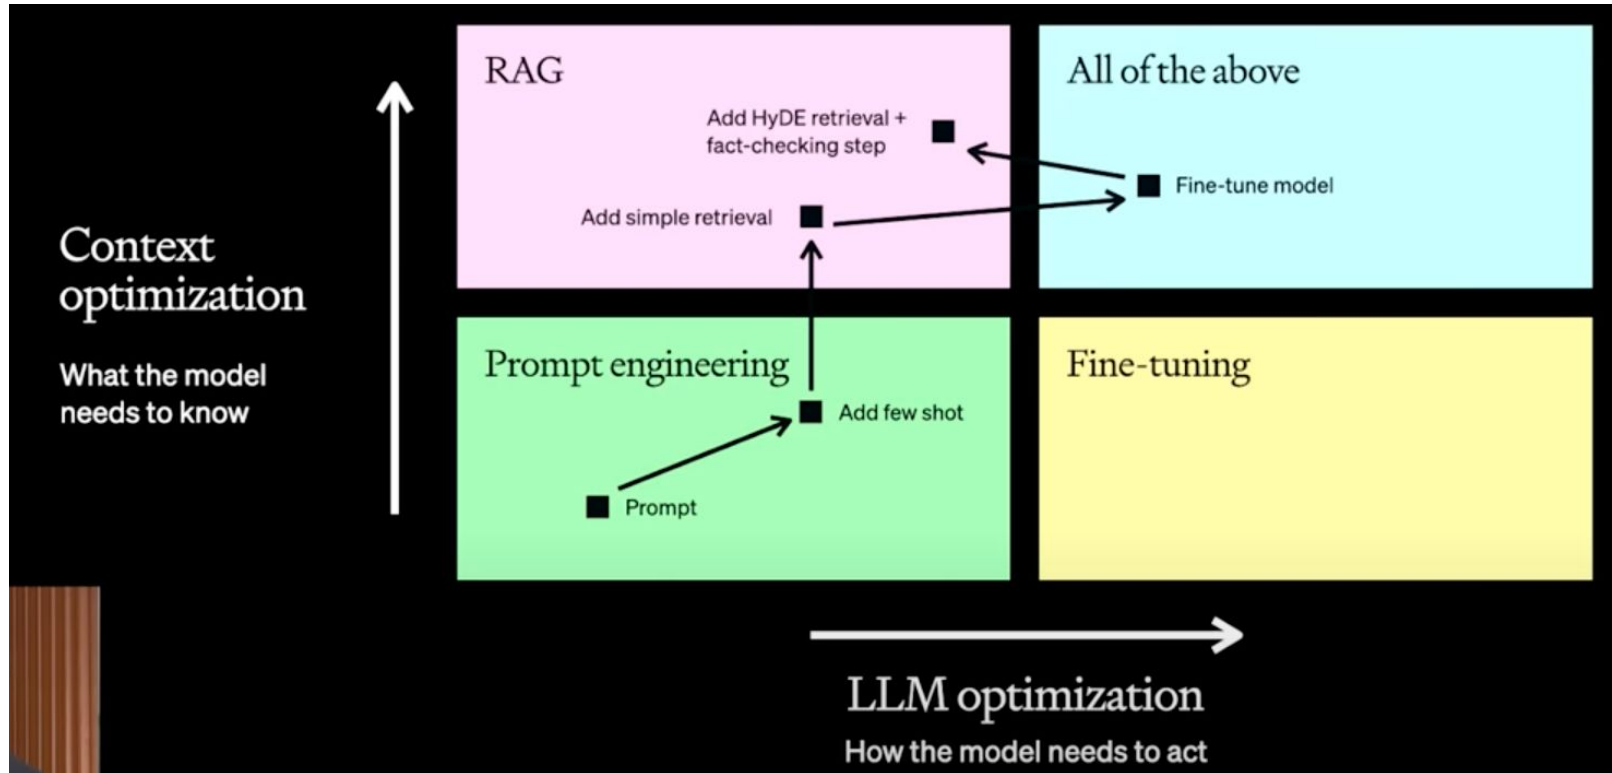 RAG
Add HyDE retrieval +
fact-checking step
Add simple retrieval
All of the above
Fine-tune model
Context
optimization
What the model
needs to know
Prompt engineering
Add few shot
Prompt
Fine-tuning
LLM optimization
How the model needs to act